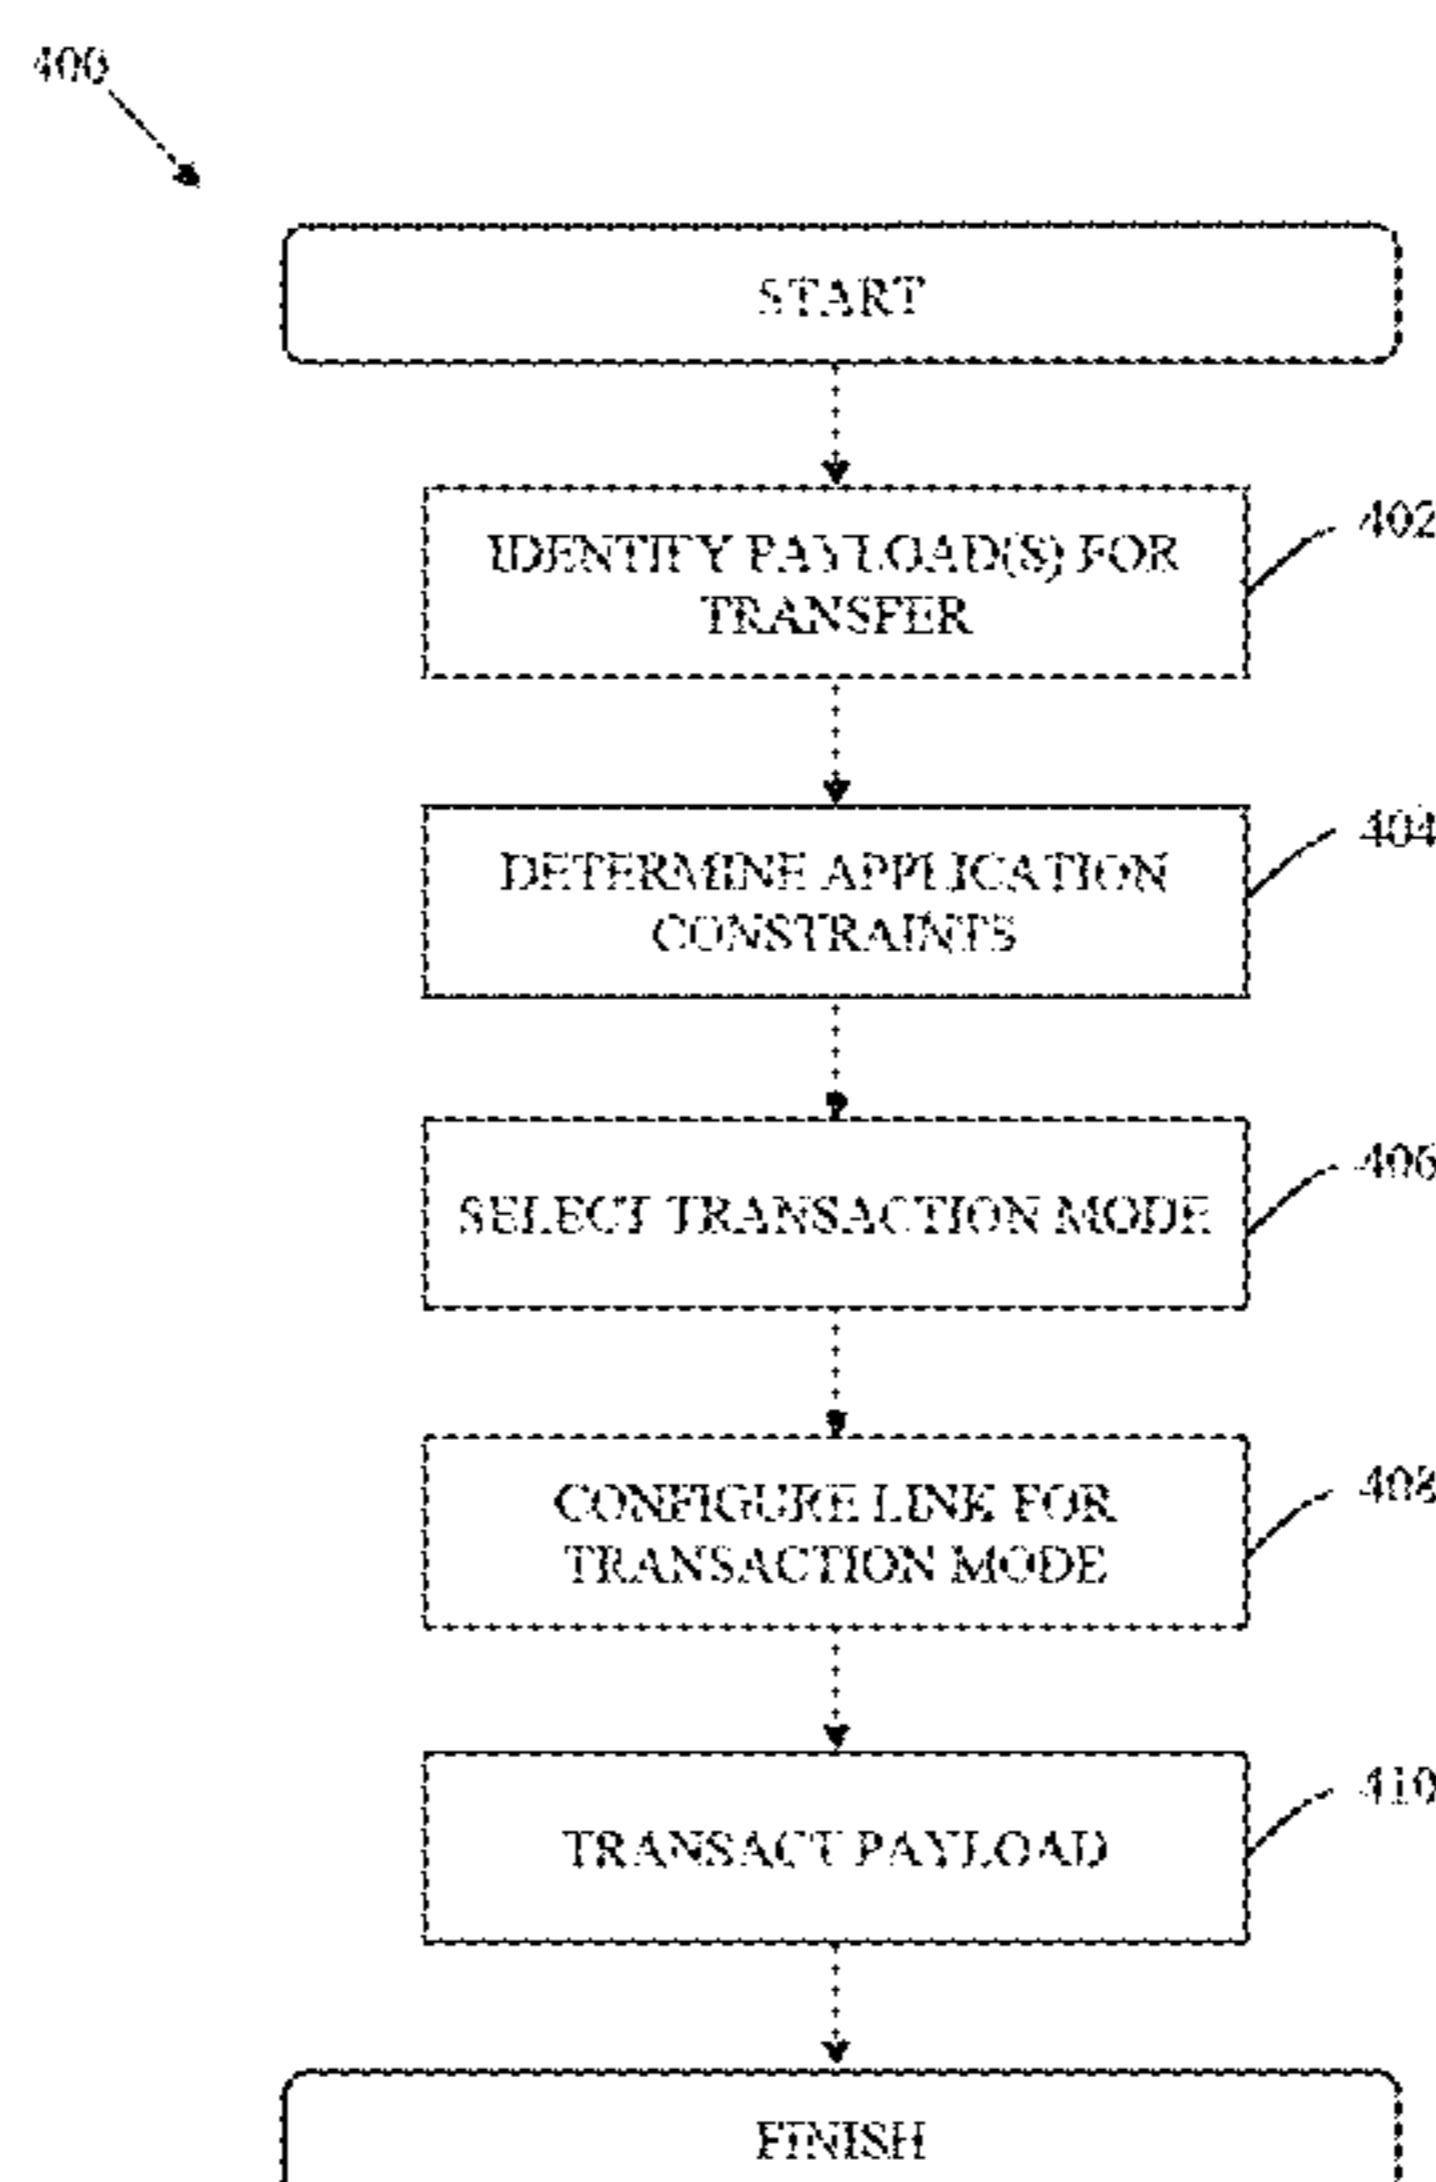 400
START
IDENTIFY PAYLOAD(S) FOR
TRANSFER
402
DETERMINE APPLICATION
CONSTRAINTS
404
SELECT TRANSACTION MODE
406
CONFIGURE LINK FOR
TRANSACTION MODE
408
TRANSACT PAYLOAD
410
FINISH